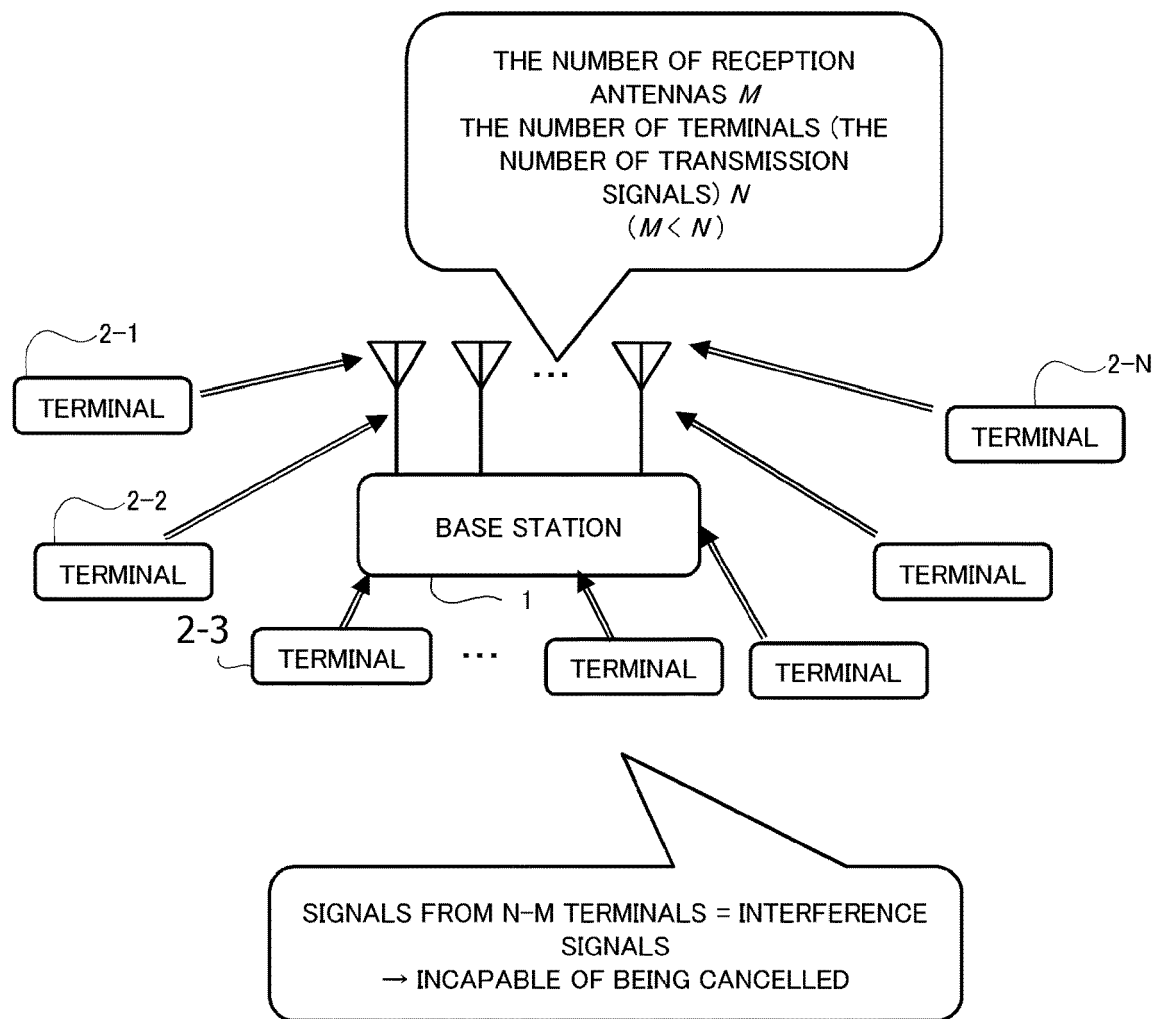 THE NUMBER OF RECEPTION
ANTENNAS M
THE NUMBER OF TERMINALS (THE
NUMBER OF TRANSMISSION
SIGNALS) N
(M < N)
2-1
TERMINAL
...
2-N
TERMINAL
2-2
TERMINAL
BASE STATION
TERMINAL
1
2-3
TERMINAL
...
TERMINAL
TERMINAL
SIGNALS FROM N-M TERMINALS = INTERFERENCE
SIGNALS
→ INCAPABLE OF BEING CANCELLED